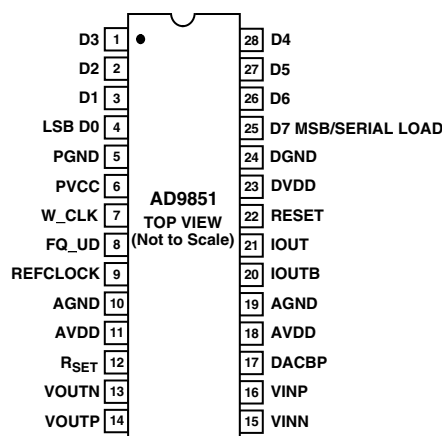 D3 1 28 D4
D2 2 27 D5
D1 3 26 D6
LSB D0 4 25 D7 MSB/SERIAL LOAD
PGND 5 24 DGND
PVCC 6 23 DVDD
W_CLK 7 22 RESET
FQ_UD 8 21 IOUT
REFCLOCK 9 20 IOUTB
AGND 10 19 AGND
AVDD 11 18 AVDD
RSET 12 17 DACBP
VOUTN 13 16 VINP
VOUTP 14 15 VINN
AD9851
TOP VIEW
(Not to Scale)